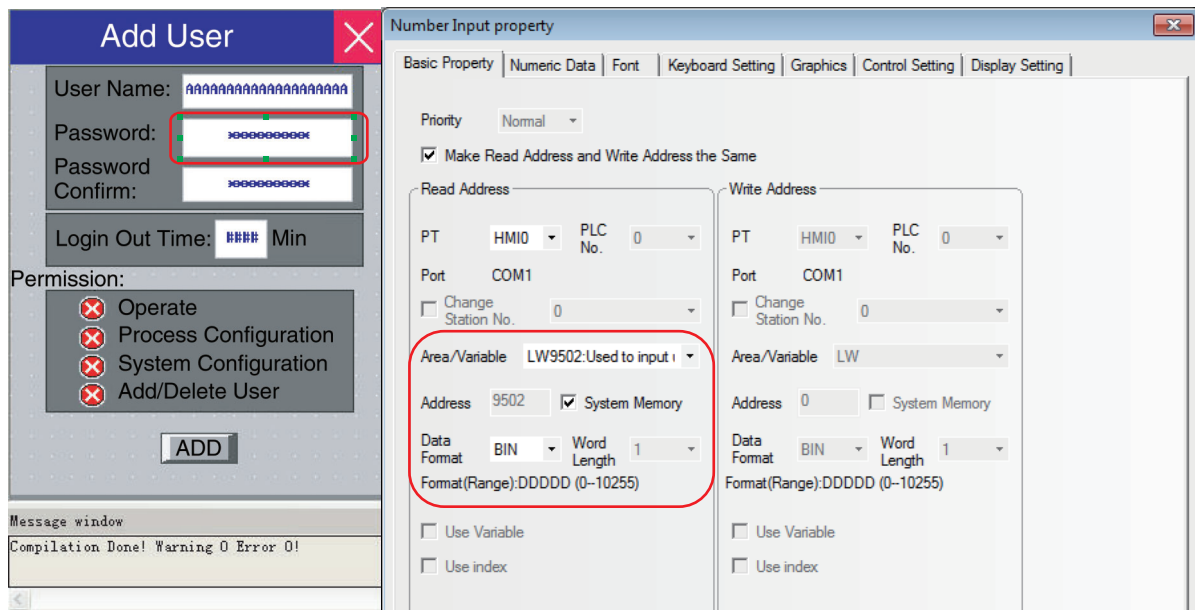 Add User
User Name: AAAAAAAAAAAAAAAAAAAA
Password: **********
Password
Confirm: **********
Login Out Time: #### Min
Permission:
Operate
Process Configuration
System Configuration
Add/Delete User
ADD
Message window
Compilation Done! Warning 0 Error 0!
Number Input property
Basic Property Numeric Data Font Keyboard Setting Graphics Control Setting Display Setting
Priority Normal
Make Read Address and Write Address the Same
Read Address
PT HMI0 PLC No. 0
Port COM1
Change Station No. 0
Area/Variable LW9502:Used to input
Address 9502 System Memory
Data Format BIN Word Length 1
Format(Range):DDDDD (0--10255)
Use Variable
Use index
Write Address
PT HMI0 PLC No. 0
Port COM1
Change Station No. 0
Area/Variable LW
Address 0 System Memory
Data Format BIN Word Length 1
Format(Range):DDDDD (0--10255)
Use Variable
Use index